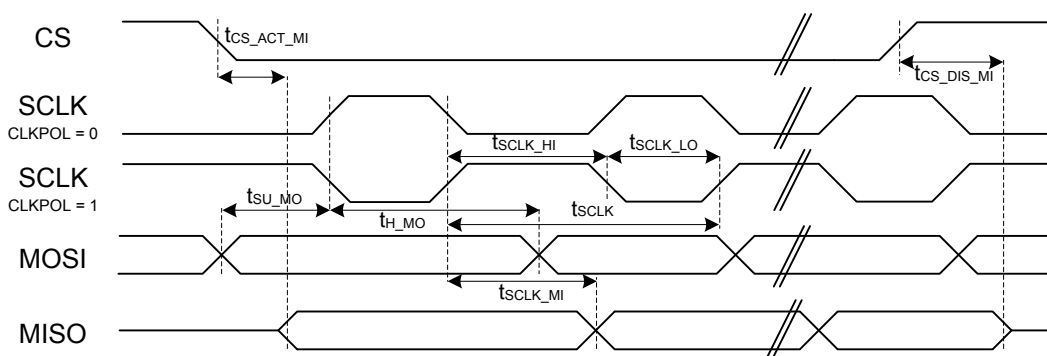 CS
tCS_ACT_MI
tCS_DIS_MI
SCLK
CLKPOL = 0
tSCLK_HI
tSCLK_LO
SCLK
CLKPOL = 1
tSU_MO
tH_MO
tSCLK
MOSI
tSCLK_MI
MISO